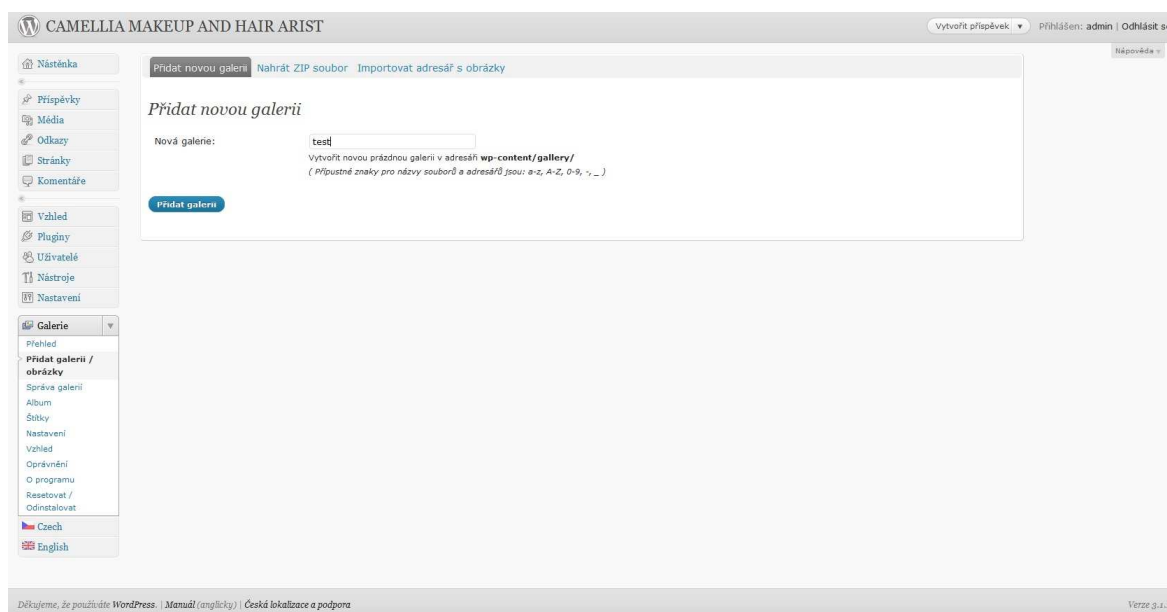 CAMELLIA MAKEUP AND HAIR ARIST
Vytvořit příspěvek
Přihlášen: admin | Odhlásit s
Nápověda
Nástěnka
Příspěvky
Média
Odkazy
Stránky
Komentáře
Vzhled
Pluginy
Uživatelé
Nástroje
Nastavení
Galerie
Přehled
Přidat galerii /
obrázky
Správa galerií
Album
Štítky
Nastavení
Vzhled
Oprávnění
O programu
Resetovat /
Odinstalovat
Czech
English
Přidat novou galerii Nahrát ZIP soubor Importovat adresář s obrázky
Přidat novou galerii
Nová galerie: test
Vytvořit novou prázdnou galerii v adresáři wp-content/gallery/
( Přípustné znaky pro názvy souborů a adresářů jsou: a-z, A-Z, 0-9, -, _ )
Přidat galerii
Děkujeme, že používáte WordPress. | Manuál (anglicky) | Česká lokalizace a podpora
Verze 3.1.